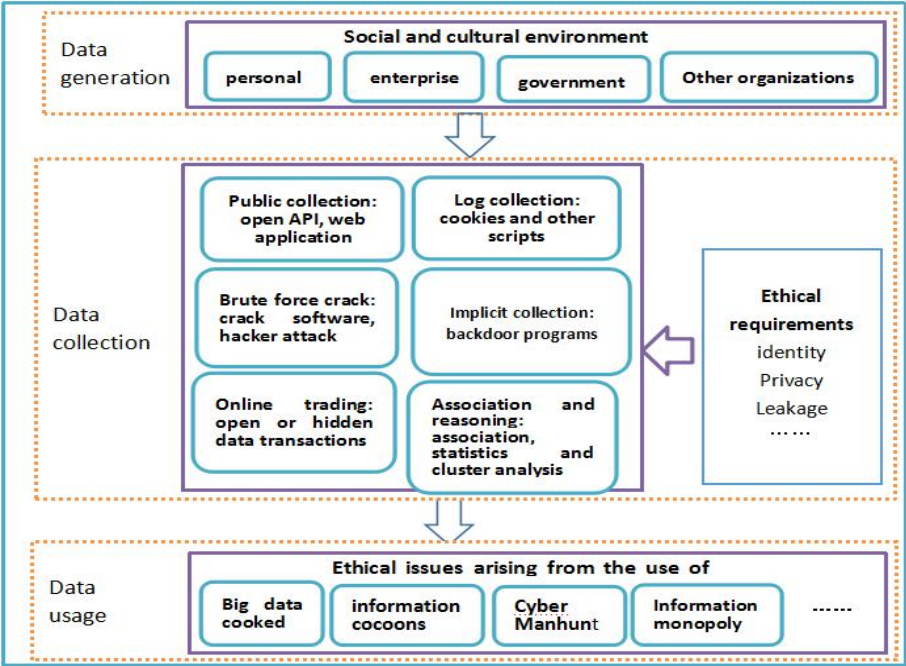 Data
generation
Social and cultural environment
personal
enterprise
government
Other organizations
Data
collection
Public collection:
open API, web
application
Log collection:
cookies and other
scripts
Brute force crack:
crack software,
hacker attack
Implicit collection:
backdoor programs
Online trading:
open or hidden
data transactions
Association and
reasoning:
association,
statistics and
cluster analysis
Ethical
requirements
identity
Privacy
Leakage
……
Data
usage
Ethical issues arising from the use of
Big data
cooked
information
cocoons
Cyber
Manhunt
Information
monopoly
……